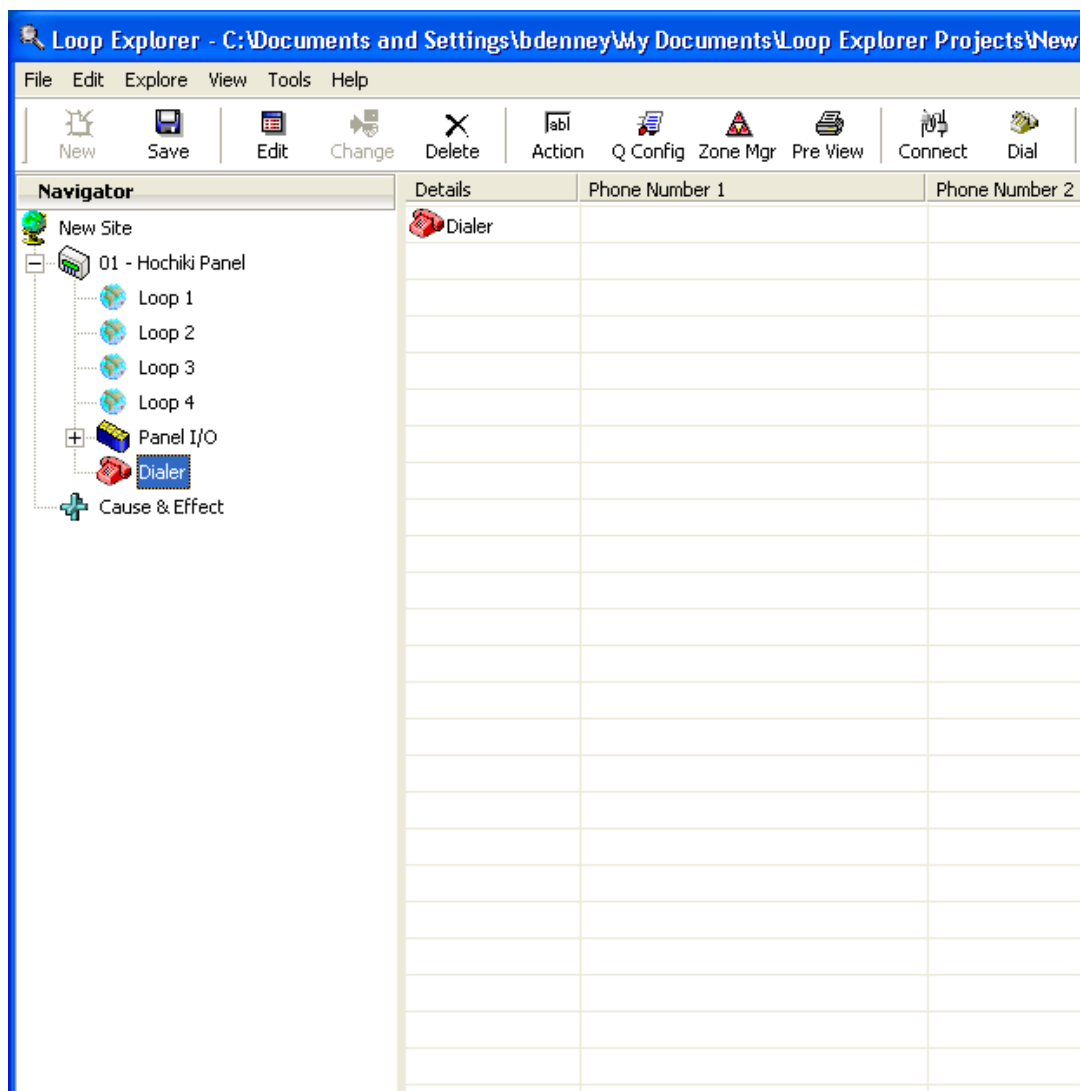 Loop Explorer - C:\Documents and Settings\bdenney\My Documents\Loop Explorer Projects\New
File Edit Explore View Tools Help
New Save Edit Change Delete Action Q Config Zone Mgr Pre View Connect Dial
Navigator
Details Phone Number 1 Phone Number 2
New Site
Dialer
01 - Hochiki Panel
Loop 1
Loop 2
Loop 3
Loop 4
Panel I/O
Dialer
Cause & Effect